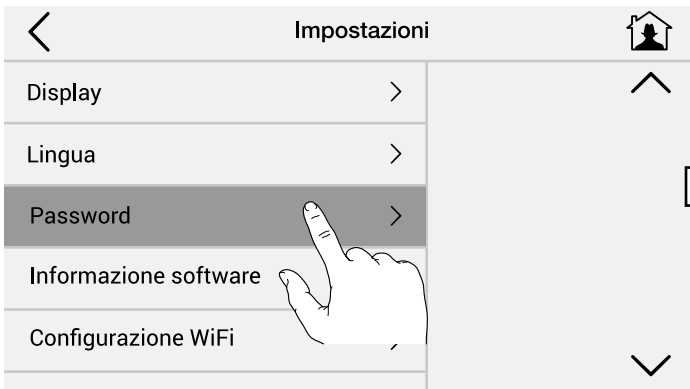 Impostazioni
Display
Lingua
Password
Informazione software
Configurazione WiFi